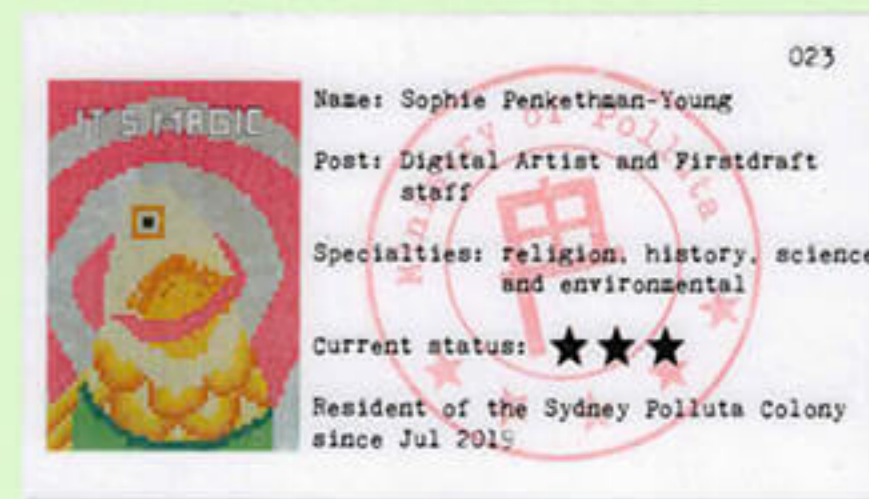 023
IT'S MAGIC
Name: Sophie Penkethman-Young
Post: Digital Artist and Firstdraft
staff
Specialties: religion, history, science
and environmental
Current status: ★★★
Resident of the Sydney Polluta Colony
since Jul 2019
Ministry of Polluta